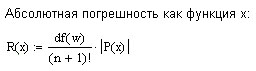 Абсолютная погрешность как функция x:
R(x) := df(w)/(n + 1)! · |P(x)|